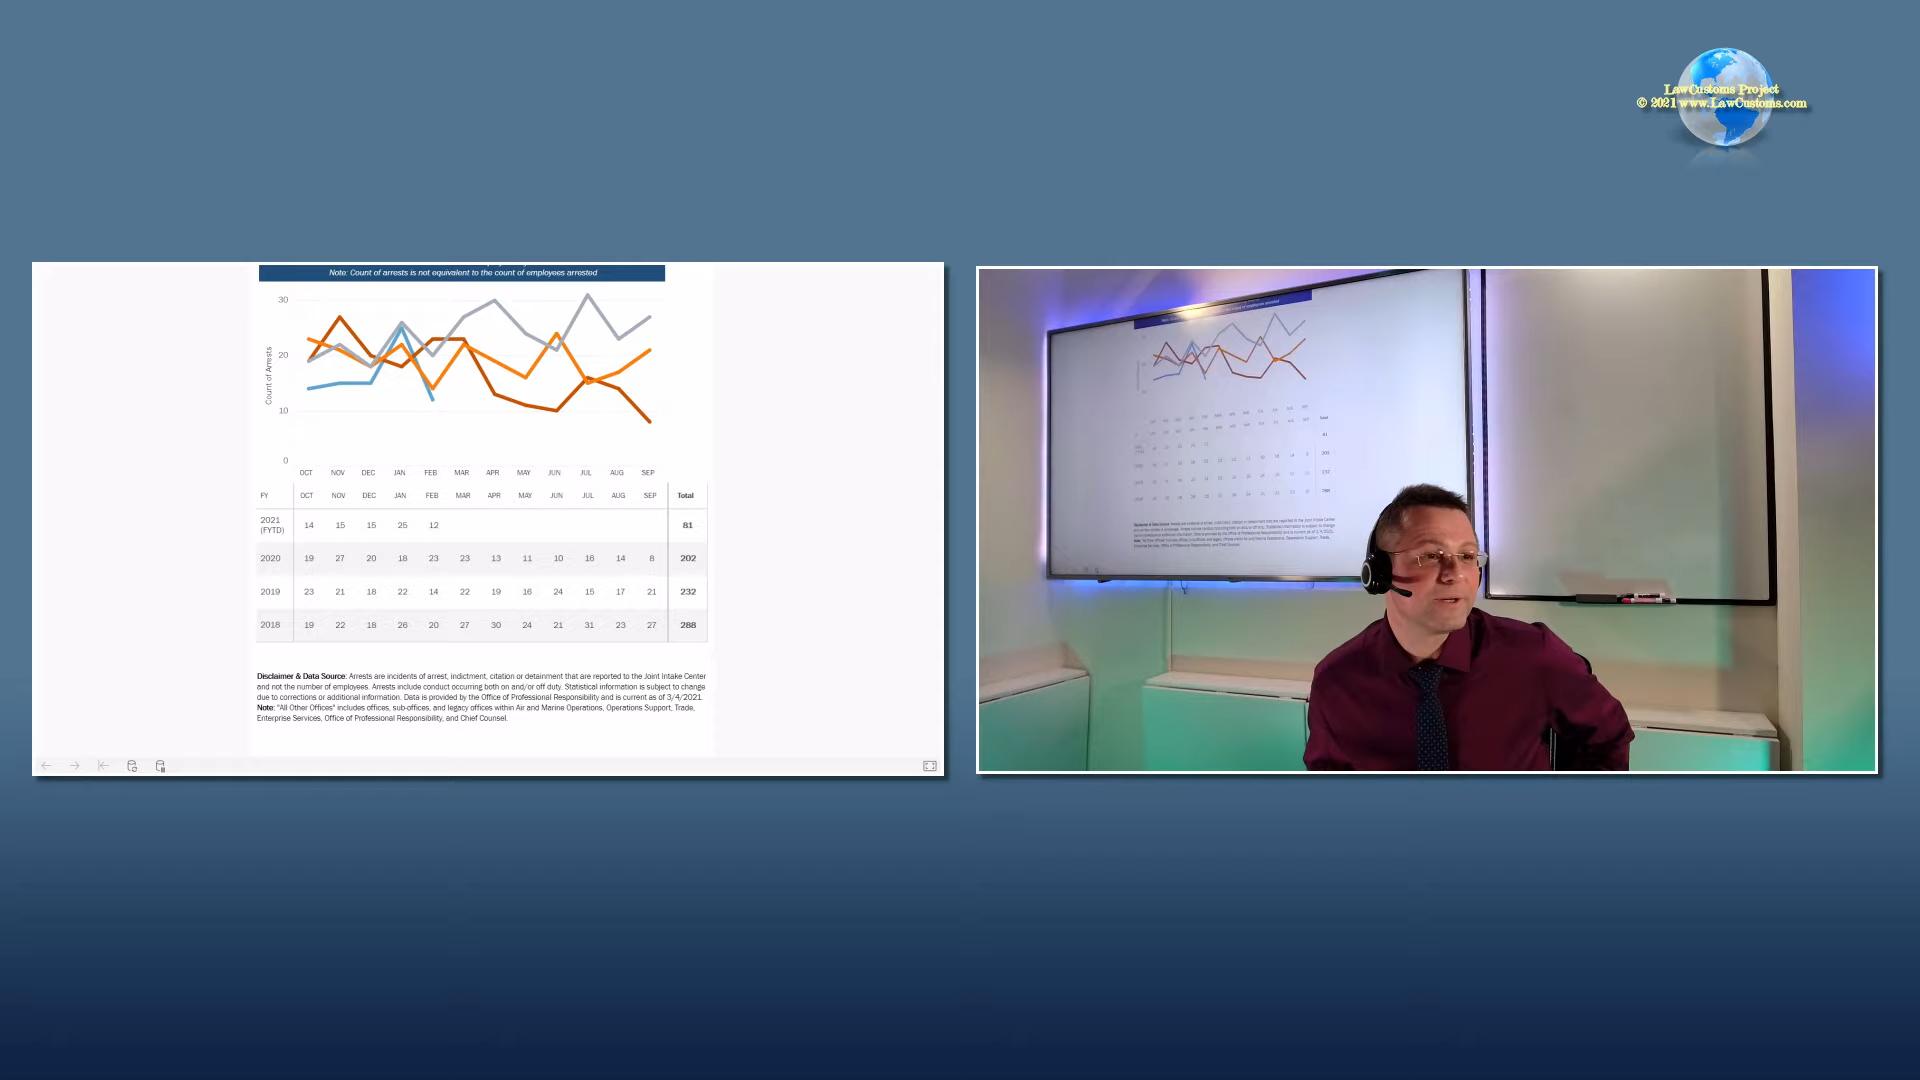 LawCustoms Project
© 2021 www.LawCustoms.com
Note: Count of arrests is not equivalent to the count of employees arrested
Count of Arrests
30
20
10
0
OCT NOV DEC JAN FEB MAR APR MAY JUN JUL AUG SEP
FY OCT NOV DEC JAN FEB MAR APR MAY JUN JUL AUG SEP Total
2021 (FYTD) 14 15 15 25 12 81
2020 19 27 20 18 23 23 13 11 10 16 14 8 202
2019 23 21 18 22 14 22 19 16 24 15 17 21 232
2018 19 22 18 26 20 27 30 24 21 31 23 27 288
Disclaimer & Data Source: Arrests are incidents of arrest, indictment, citation or detainment that are reported to the Joint Intake Center
and not the number of employees. Arrests include conduct occurring both on and/or off duty. Statistical information is subject to change
due to corrections or additional information. Data is provided by the Office of Professional Responsibility and is current as of 3/4/2021.
Note: "All Other Offices" includes offices, sub-offices, and legacy offices within Air and Marine Operations, Operations Support, Trade,
Enterprise Services, Office of Professional Responsibility, and Chief Counsel.